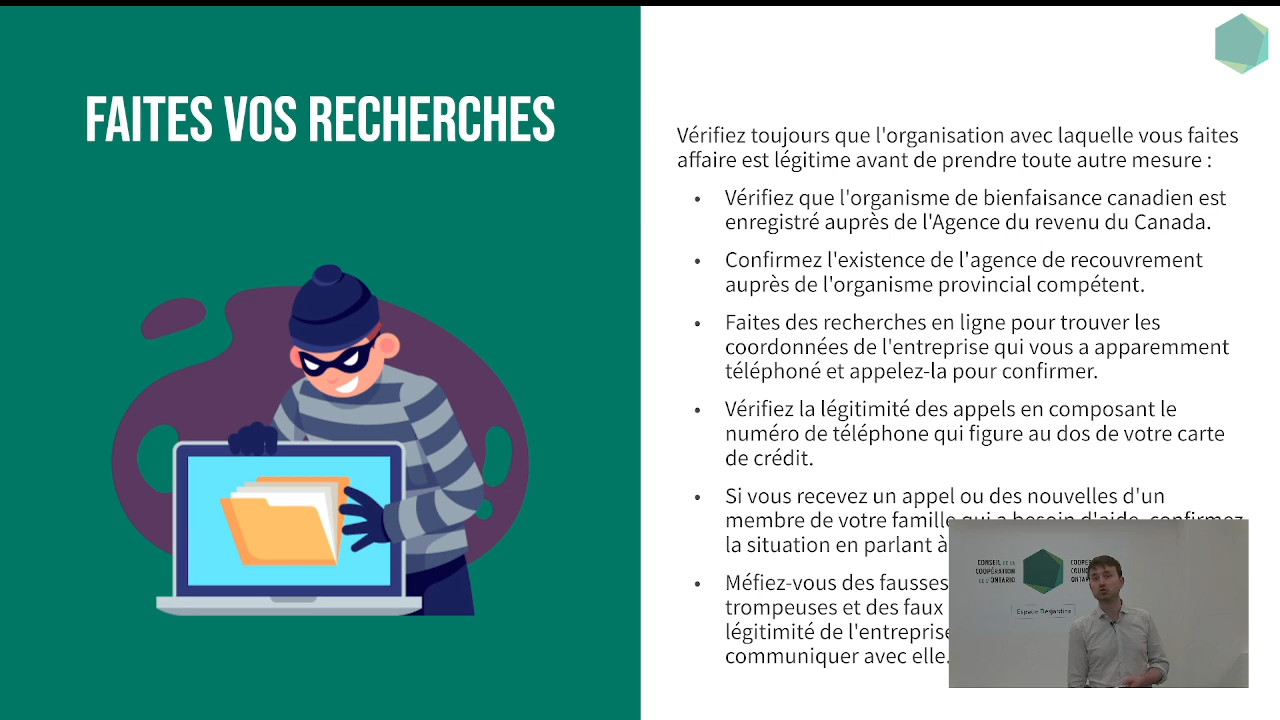 FAITES VOS RECHERCHES
Vérifiez toujours que l'organisation avec laquelle vous faites
affaire est légitime avant de prendre toute autre mesure :
• Vérifiez que l'organisme de bienfaisance canadien est
enregistré auprès de l'Agence du revenu du Canada.
• Confirmez l'existence de l'agence de recouvrement
auprès de l'organisme provincial compétent.
• Faites des recherches en ligne pour trouver les
coordonnées de l'entreprise qui vous a apparemment
téléphoné et appelez-la pour confirmer.
• Vérifiez la légitimité des appels en composant le
numéro de téléphone qui figure au dos de votre carte
de crédit.
• Si vous recevez un appel ou des nouvelles d'un
membre de votre famille qui a besoin d'aide, confirmez
la situation en parlant à
• Méfiez-vous des fausses
trompeuses et des faux
légitimité de l'entreprise
communiquer avec elle.
CONSEIL DE LA
COOPÉRATION
DE L'ONTARIO
Espace Desjardins